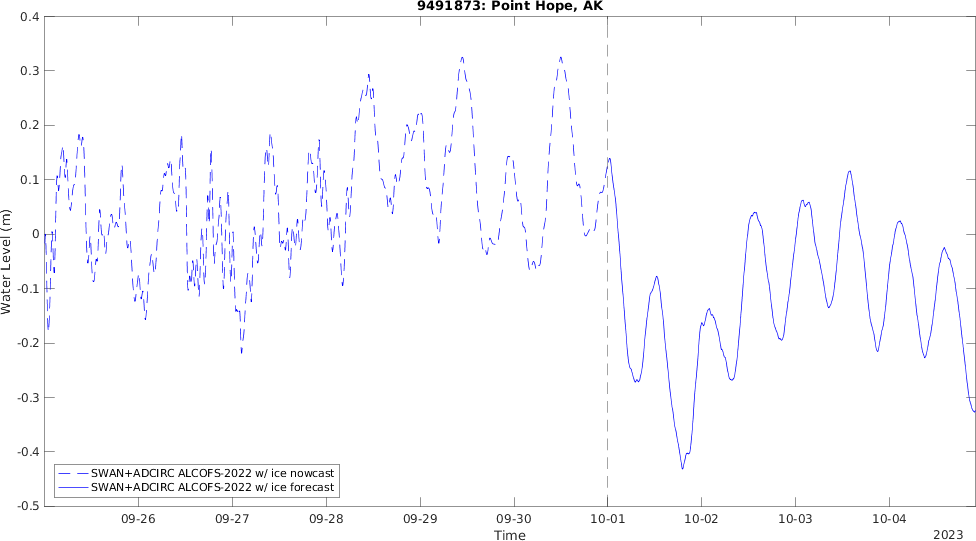 9491873: Point Hope, AK
Water Level (m)
0.4
0.3
0.2
0.1
0
-0.1
-0.2
-0.3
-0.4
-0.5
SWAN+ADCIRC ALCOFS-2022 w/ ice nowcast
SWAN+ADCIRC ALCOFS-2022 w/ ice forecast
09-26 09-27 09-28 09-29 09-30 10-01 10-02 10-03 10-04
Time
2023